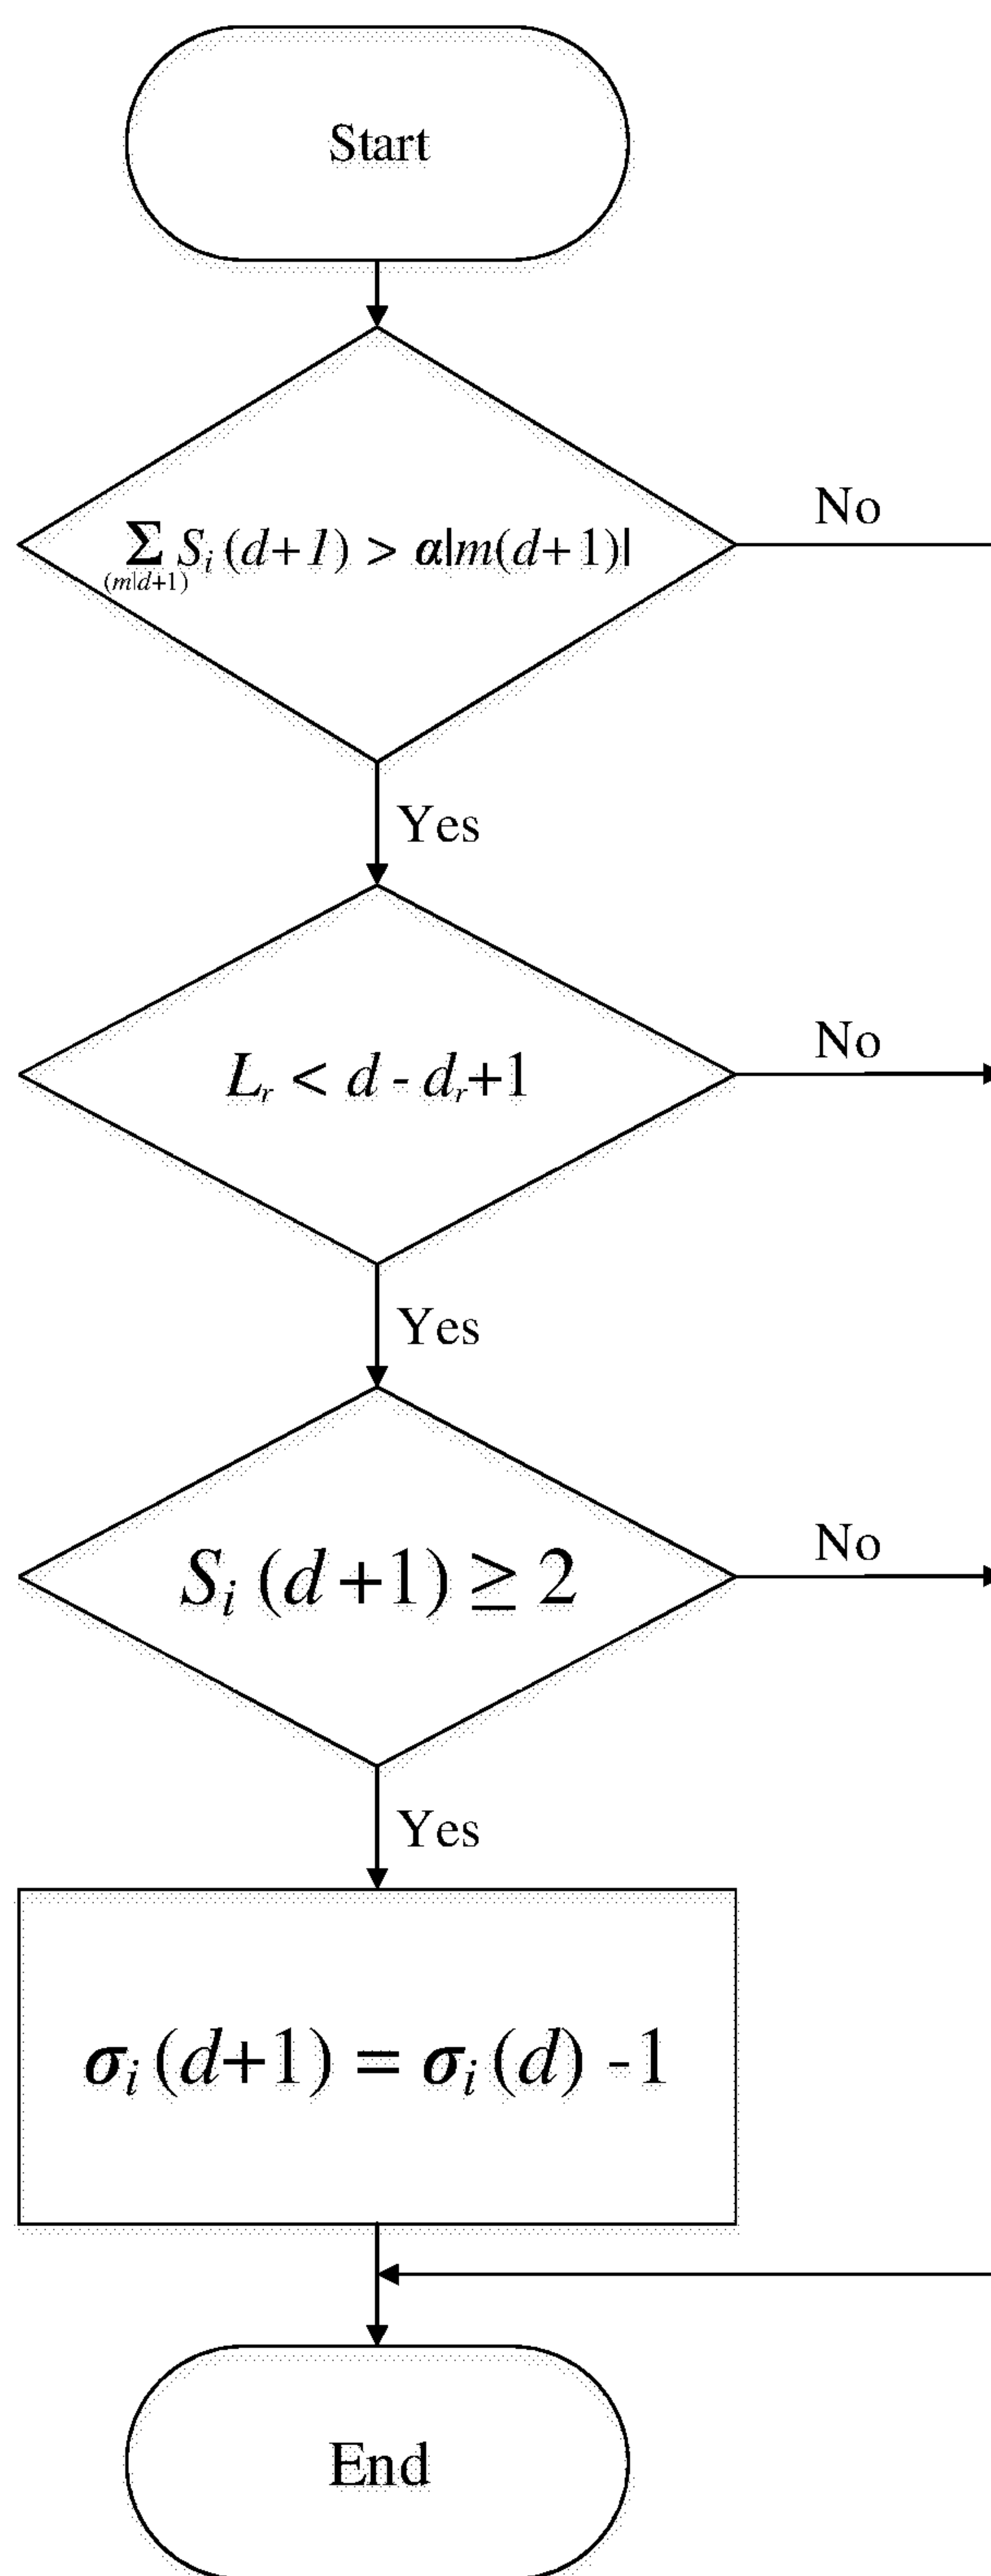 Start
Σ S_i (d+1) > α|m(d+1)|
(m|d+1)
No
Yes
L_r < d - d_r+1
No
Yes
S_i (d+1) ≥ 2
No
Yes
σ_i (d+1) = σ_i (d) -1
End